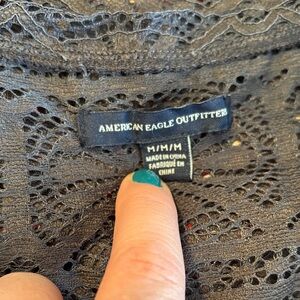 AMERICAN EAGLE OUTFITTERS
M/M/M
MADE IN CHINA
FABRIQUÉ EN
CHINE